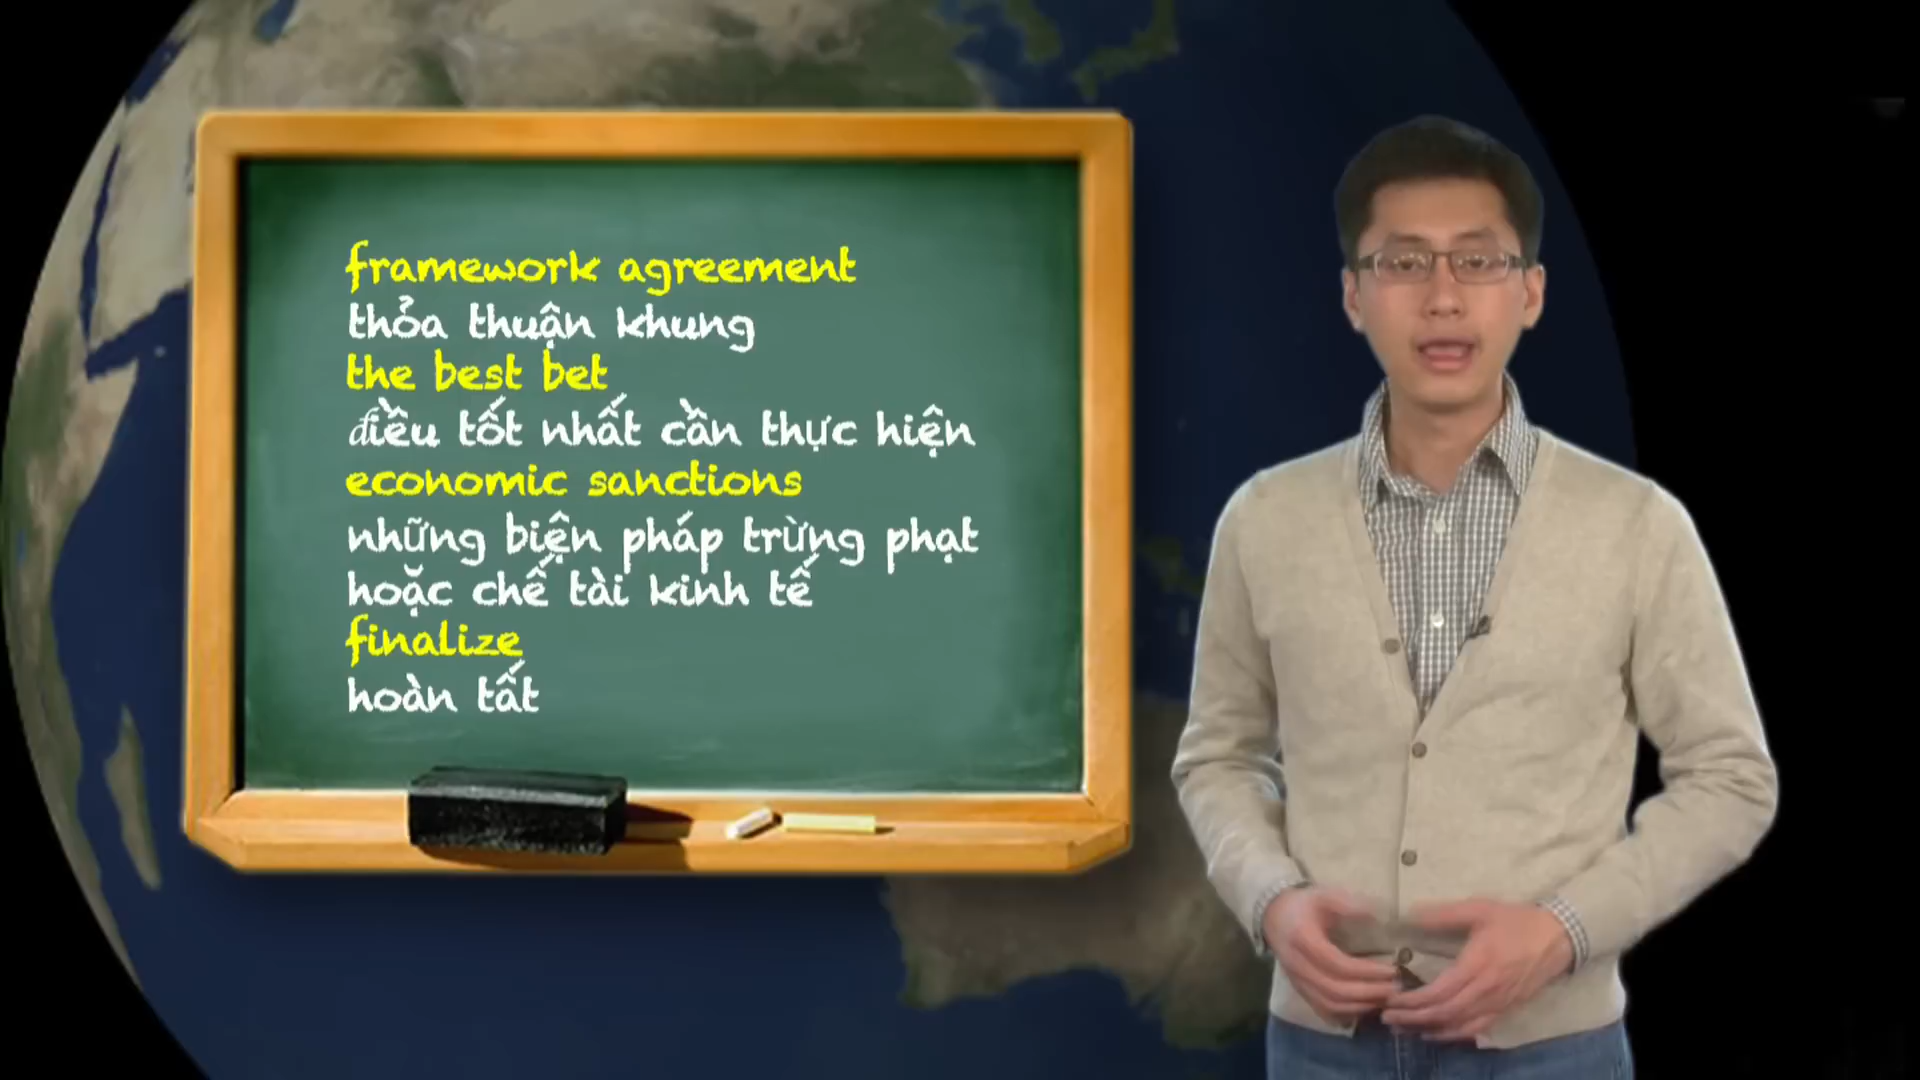 framework agreement
thỏa thuận khung
the best bet
điều tốt nhất cần thực hiện
economic sanctions
những biện pháp trừng phạt
hoặc chế tài kinh tế
finalize
hoàn tất